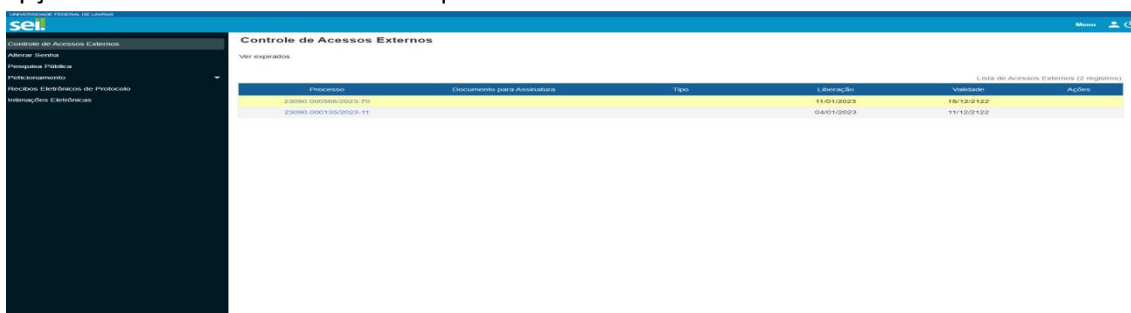 UNIVERSIDADE FEDERAL DE LAVRAS
sei!
Menu
Controle de Acessos Externos
Alterar Senha
Pesquisa Pública
Peticionamento
Recibos Eletrônicos de Protocolo
Intimações Eletrônicas
Controle de Acessos Externos
Ver expirados
Lista de Acessos Externos (2 registros)
Processo Documento para Assinatura Tipo Liberação Validade Ações
23090.000566/2023-70 11/01/2023 16/12/2122
23090.000135/2023-11 04/01/2023 11/12/2122